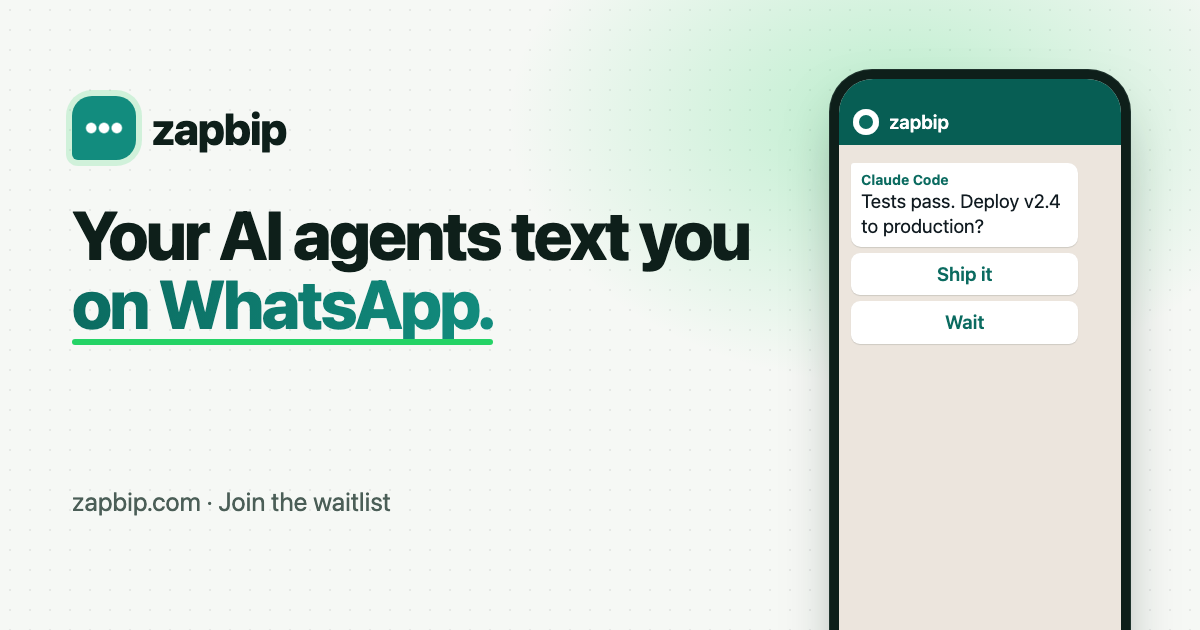 zapbip
Your AI agents text you
on WhatsApp.
zapbip.com · Join the waitlist
zapbip
Claude Code
Tests pass. Deploy v2.4
to production?
Ship it
Wait